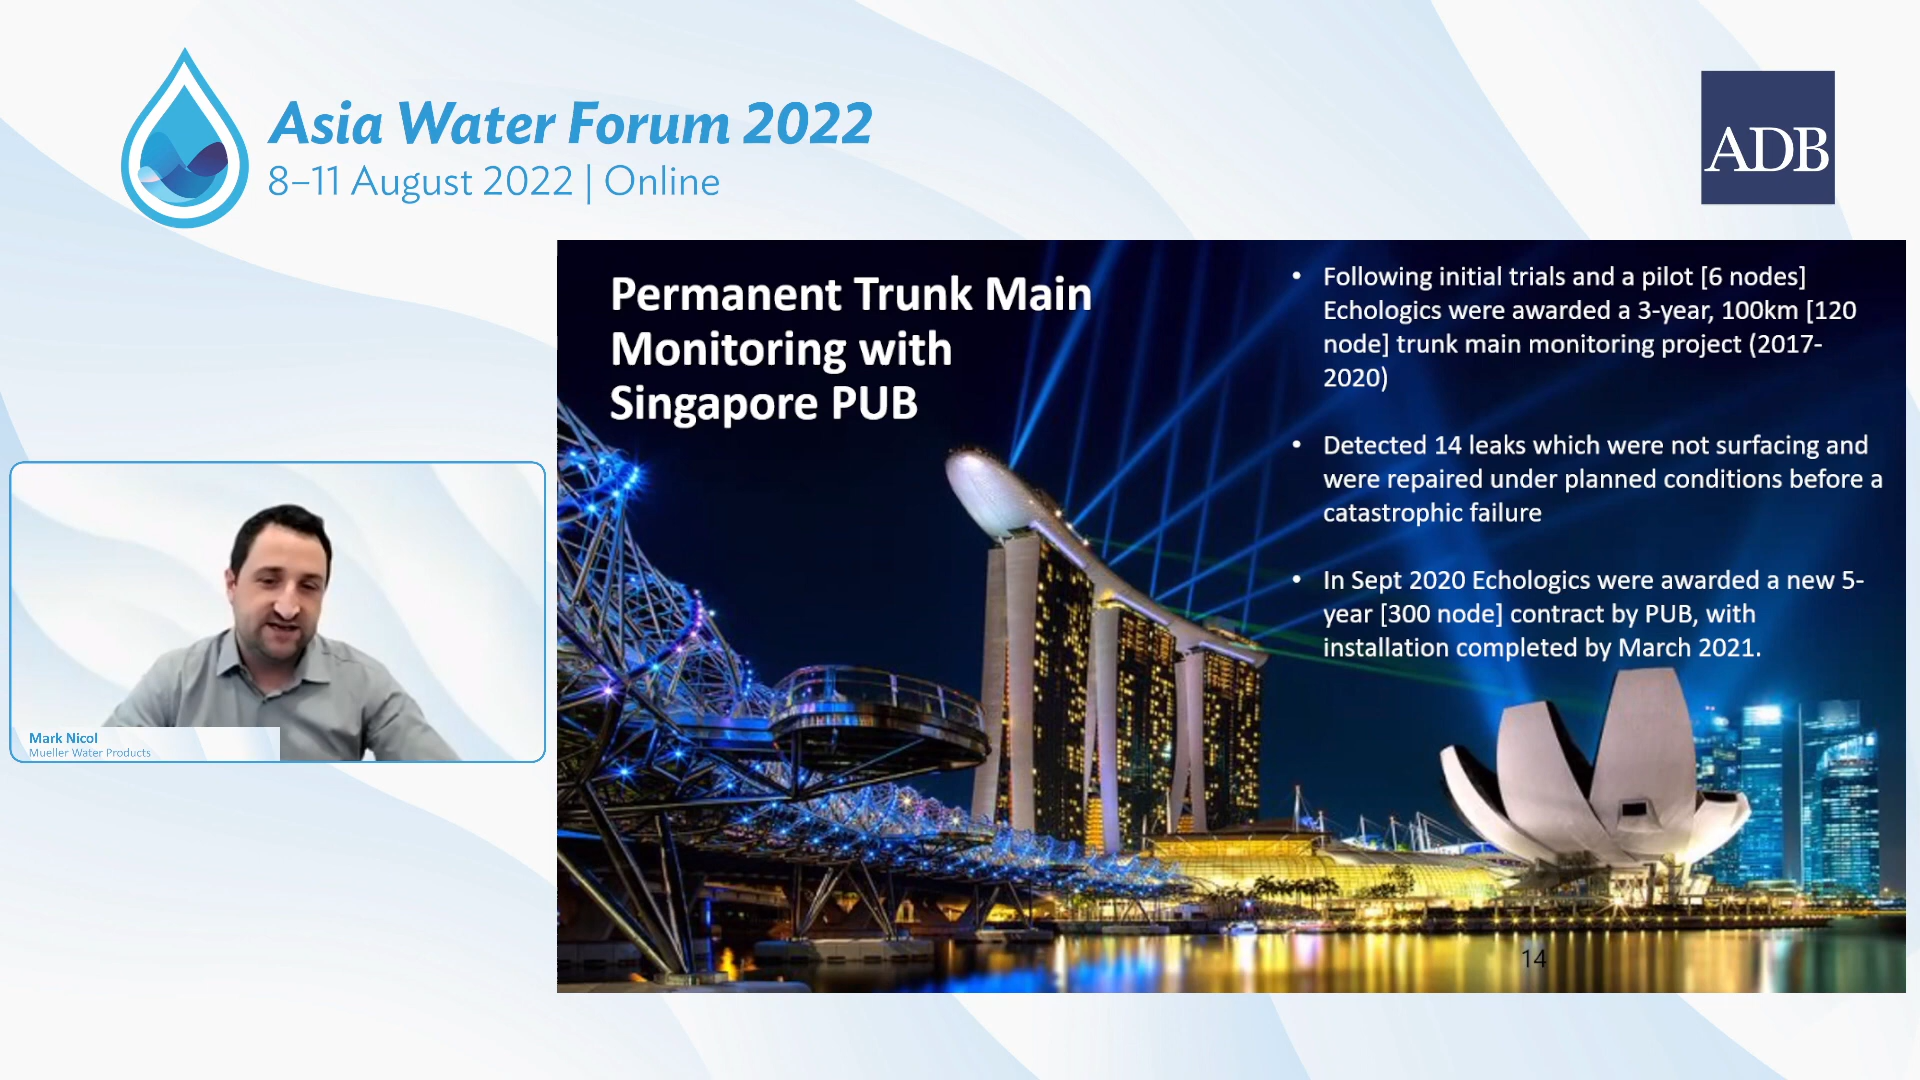 Asia Water Forum 2022
8–11 August 2022 | Online
ADB
Permanent Trunk Main
Monitoring with
Singapore PUB
• Following initial trials and a pilot [6 nodes]
Echologics were awarded a 3-year, 100km [120
node] trunk main monitoring project (2017-
2020)
• Detected 14 leaks which were not surfacing and
were repaired under planned conditions before a
catastrophic failure
• In Sept 2020 Echologics were awarded a new 5-
year [300 node] contract by PUB, with
installation completed by March 2021.
Mark Nicol
Mueller Water Products
14